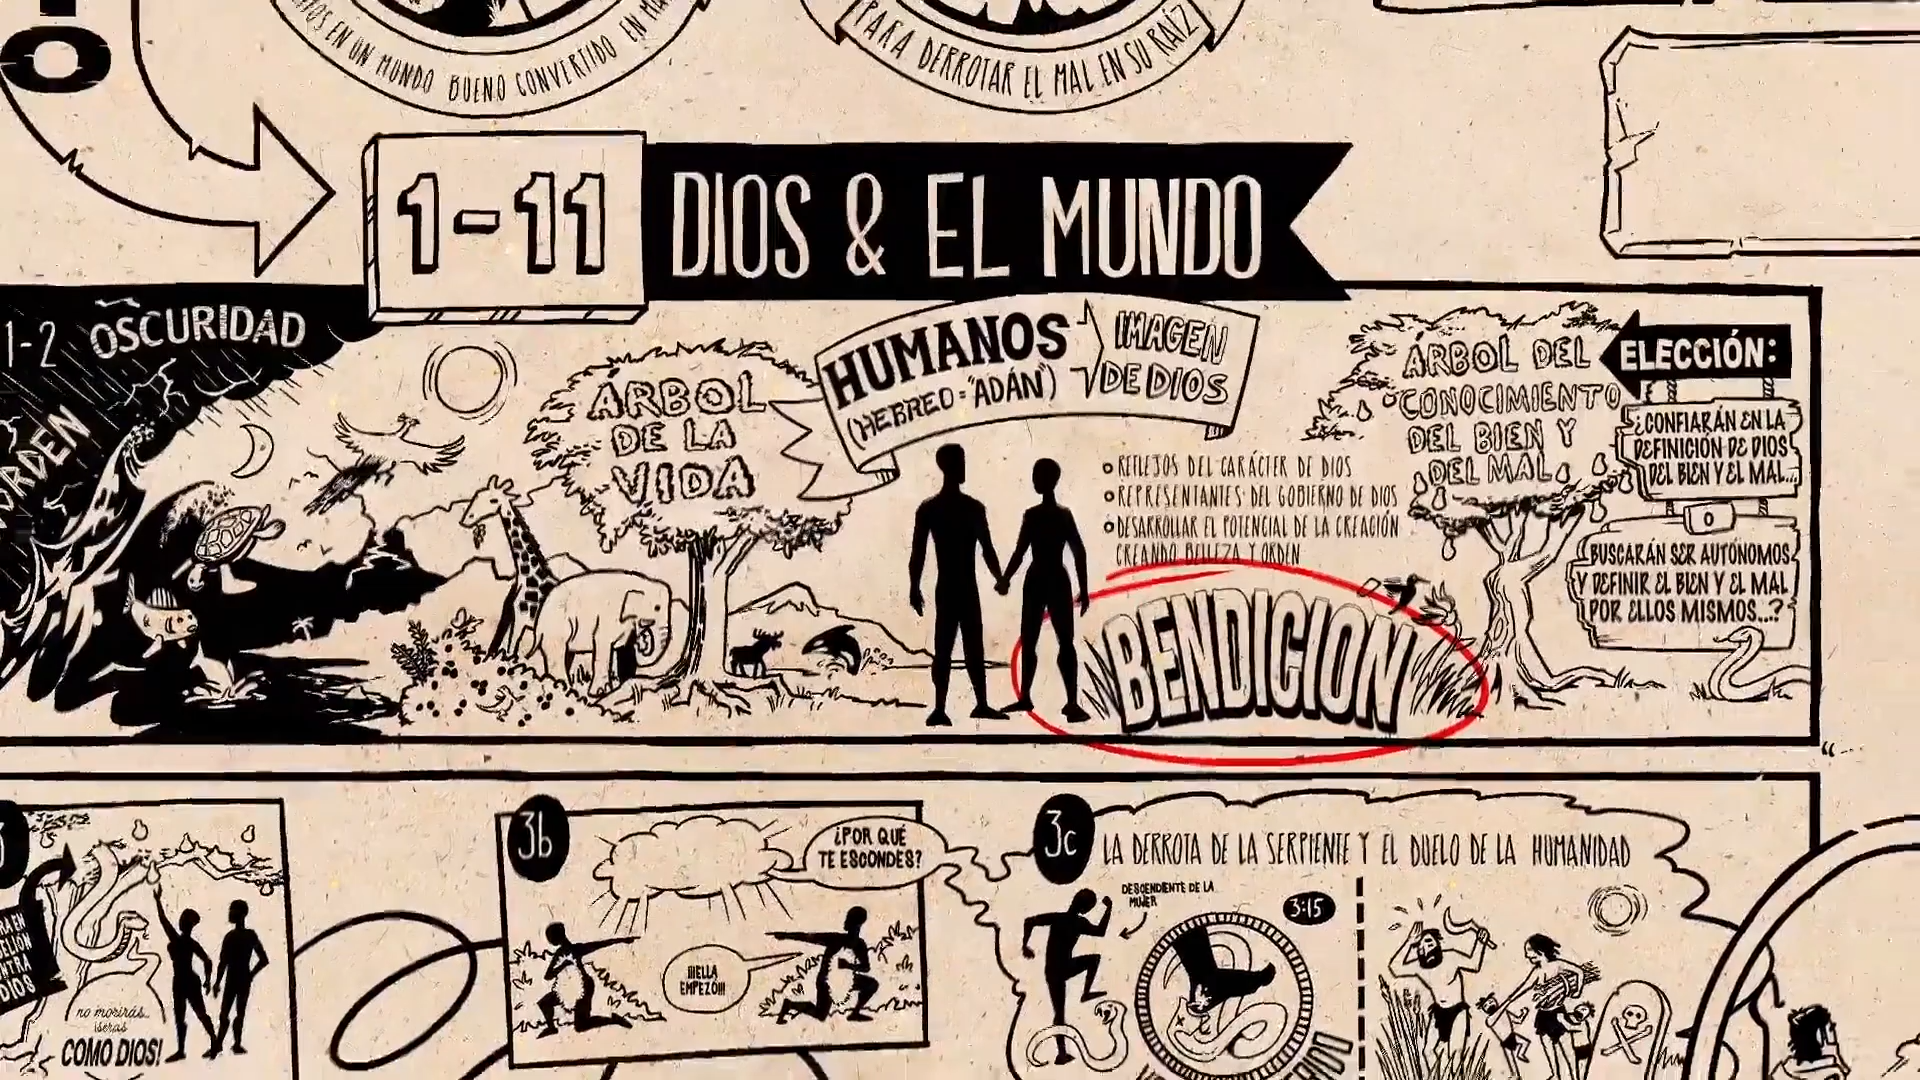 EN UN MUNDO BUENO CONVERTIDO EN
PARA DERROTAR EL MAL EN SU RAÍZ
1-11 DIOS & EL MUNDO
1-2 OSCURIDAD
ÁRBOL
DE LA
VIDA
HUMANOS
(HEBREO = "ADÁN")
IMAGEN
DE DIOS
REFLEJOS DEL CARÁCTER DE DIOS
REPRESENTANTES DEL GOBIERNO DE DIOS
DESARROLLAR EL POTENCIAL DE LA CREACIÓN
CREANDO BELLEZA Y ORDEN
BENDICION
ÁRBOL DEL
CONOCIMIENTO
DEL BIEN Y
DEL MAL
ELECCIÓN:
¿CONFIARÁN EN LA
DEFINICIÓN DE DIOS
DEL BIEN Y EL MAL...
BUSCARÁN SER AUTÓNOMOS
Y DEFINIR EL BIEN Y EL MAL
POR ELLOS MISMOS...?
no morirás...
¡serás
COMO DIOS!
3b
¿POR QUÉ
TE ESCONDES?
¡¡¡ELLA
EMPEZÓ!!!
3c
LA DERROTA DE LA SERPIENTE Y EL DUELO DE LA HUMANIDAD
DESCENDIENTE DE LA
MUJER
3:15